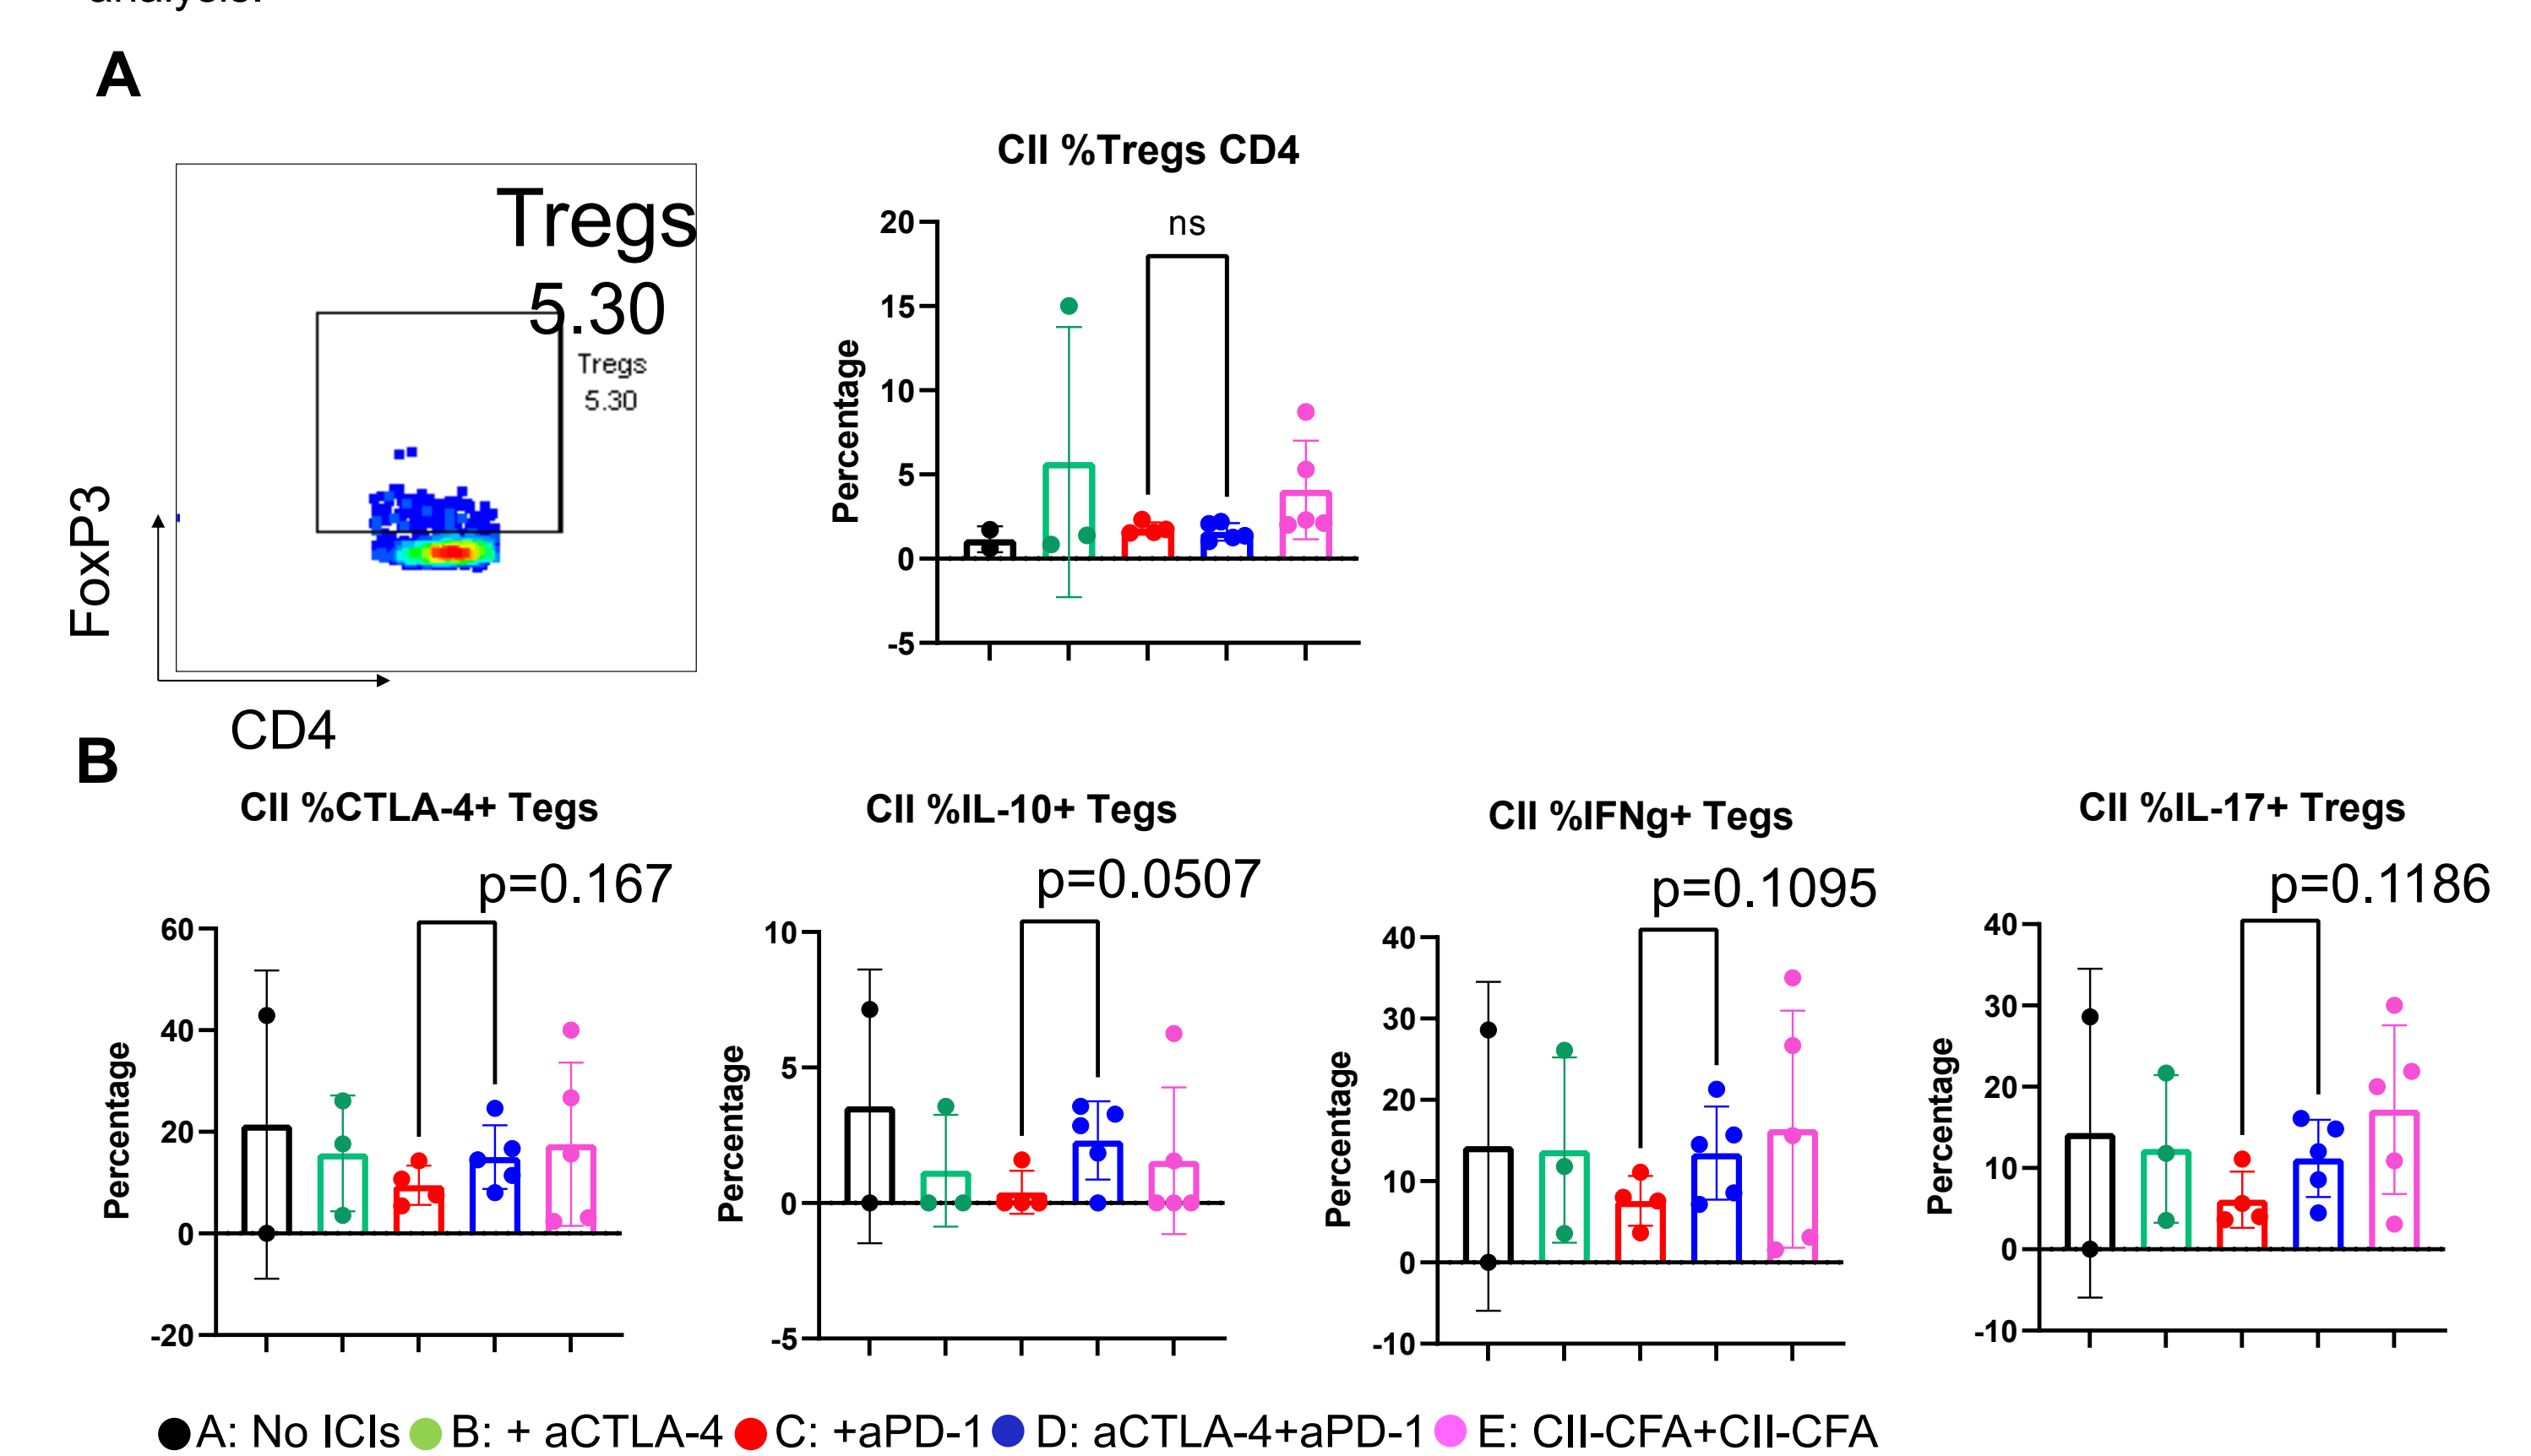 analysis.
A
Tregs
5.30
Tregs
5.30
FoxP3
CD4
CII %Tregs CD4
ns
Percentage
20
15
10
5
0
-5
B
CII %CTLA-4+ Tegs
p=0.167
Percentage
60
40
20
0
-20
CII %IL-10+ Tegs
p=0.0507
Percentage
10
5
0
-5
CII %IFNg+ Tegs
p=0.1095
Percentage
40
30
20
10
0
-10
CII %IL-17+ Tregs
p=0.1186
Percentage
40
30
20
10
0
-10
A: No ICIs B: + aCTLA-4 C: +aPD-1 D: aCTLA-4+aPD-1 E: CII-CFA+CII-CFA